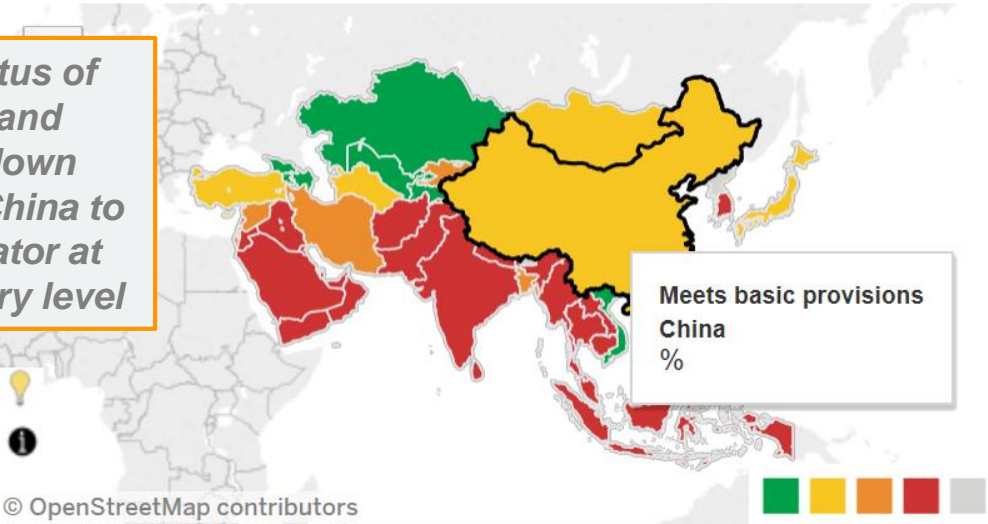 tus of
and
down
China to
ator at
ry level
Meets basic provisions
China
%
© OpenStreetMap contributors